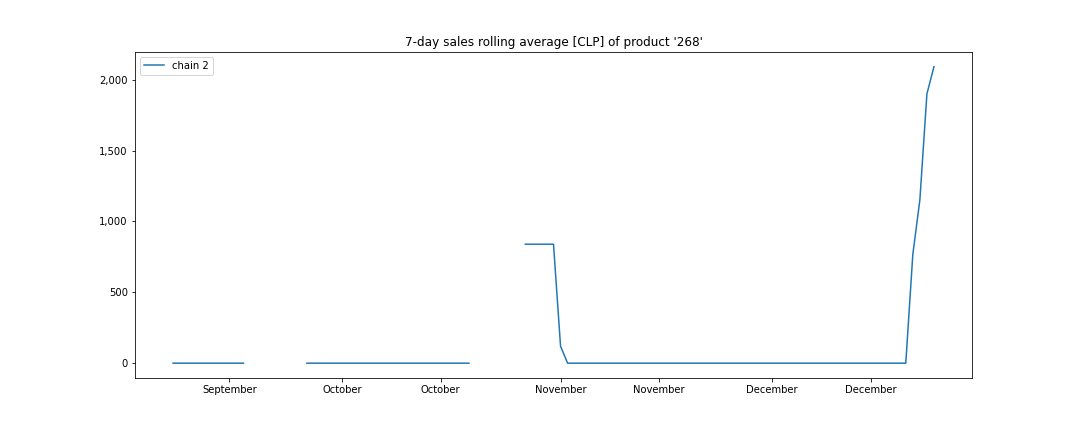 7-day sales rolling average [CLP] of product '268'
chain 2
2,000
1,500
1,000
500
0
September October October November November December December